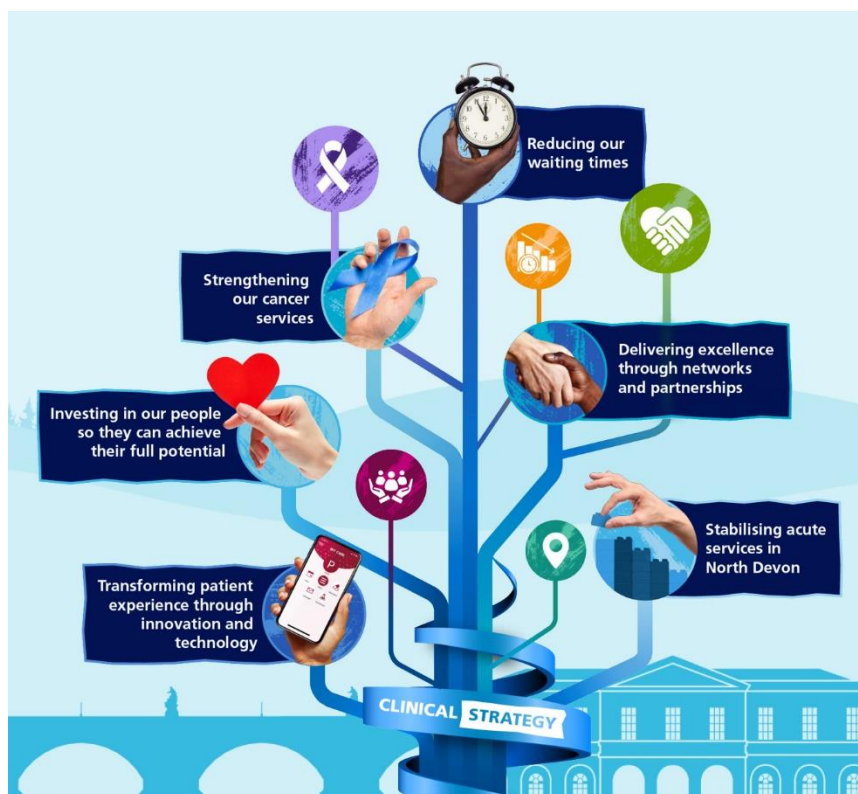 Reducing our
waiting times
Strengthening
our cancer
services
Delivering excellence
through networks
and partnerships
Investing in our people
so they can achieve
their full potential
Stabilising acute
services in
North Devon
Transforming patient
experience through
innovation and
technology
CLINICAL STRATEGY